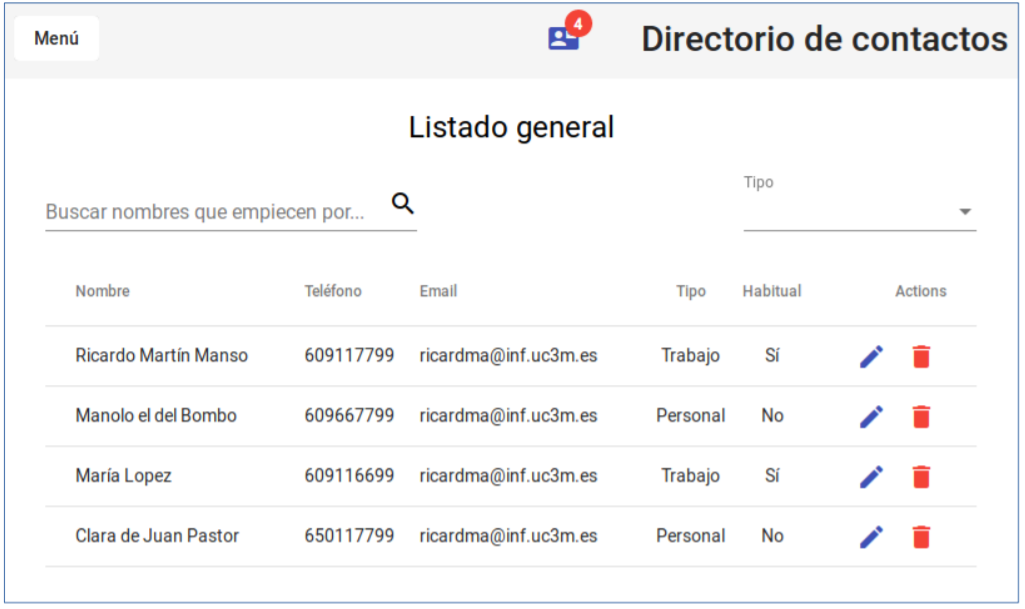 Menú 4 Directorio de contactos
Listado general
Tipo
Buscar nombres que empiecen por...
Nombre Teléfono Email Tipo Habitual Actions
Ricardo Martín Manso 609117799 ricardma@inf.uc3m.es Trabajo Sí
Manolo el del Bombo 609667799 ricardma@inf.uc3m.es Personal No
María Lopez 609116699 ricardma@inf.uc3m.es Trabajo Sí
Clara de Juan Pastor 650117799 ricardma@inf.uc3m.es Personal No